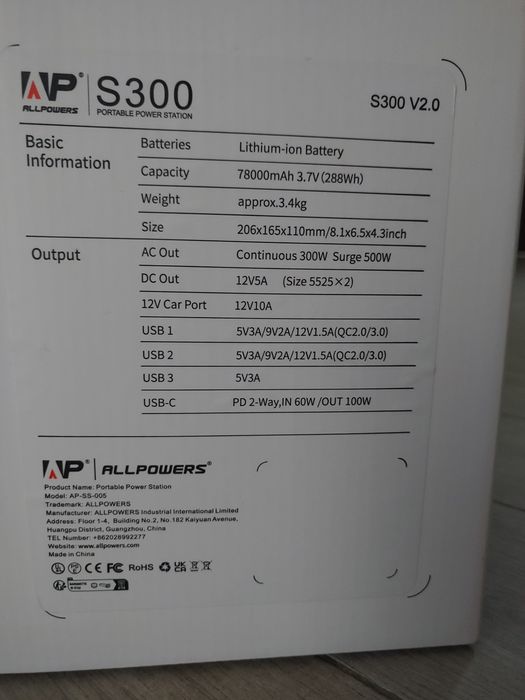 AP® S300 S300 V2.0
ALLPOWERS PORTABLE POWER STATION
Basic Information Batteries Lithium-ion Battery
Capacity 78000mAh 3.7V(288Wh)
Weight approx.3.4kg
Size 206x165x110mm/8.1x6.5x4.3inch
Output AC Out Continuous 300W Surge 500W
DC Out 12V5A (Size 5525×2)
12V Car Port 12V10A
USB 1 5V3A/9V2A/12V1.5A(QC2.0/3.0)
USB 2 5V3A/9V2A/12V1.5A(QC2.0/3.0)
USB 3 5V3A
USB-C PD 2-Way,IN 60W /OUT 100W
AP® ALLPOWERS®
Product Name: Portable Power Station
Model: AP-SS-005
Trademark: ALLPOWERS
Manufacturer: ALLPOWERS Industrial International Limited
Address: Floor 1-4, Building No.2, No.182 Kaiyuan Avenue,
Huangpu District, Guangzhou, China
TEL Number: +862028992277
Website: www.allpowers.com
Made in China
CE FC RoHS UK CA